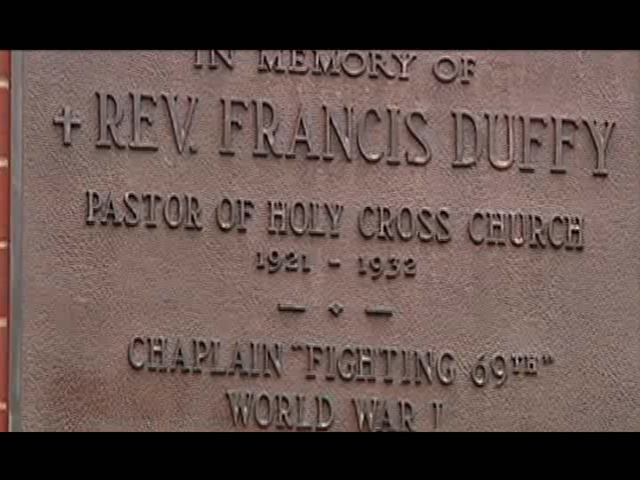 IN MEMORY OF
✝ REV. FRANCIS DUFFY
PASTOR OF HOLY CROSS CHURCH
1921 - 1932
CHAPLAIN "FIGHTING 69TH"
WORLD WAR I